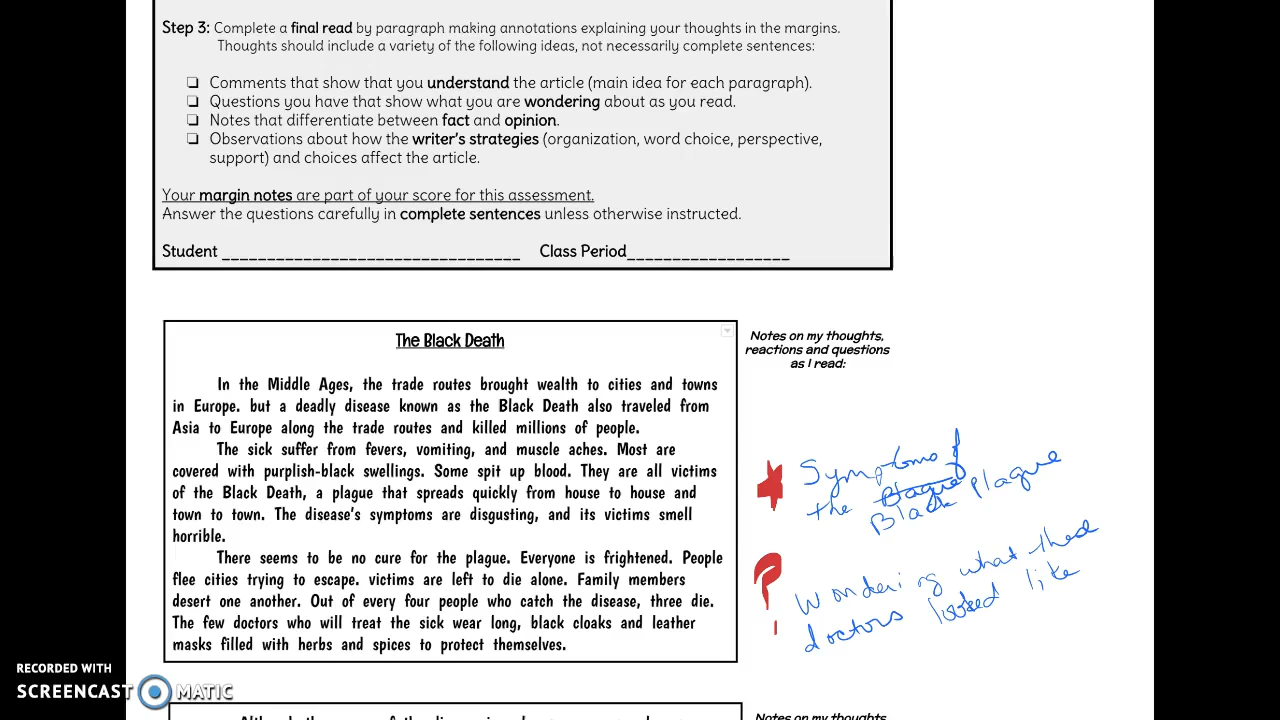 Step 3: Complete a final read by paragraph making annotations explaining your thoughts in the margins.
Thoughts should include a variety of the following ideas, not necessarily complete sentences:
❏ Comments that show that you understand the article (main idea for each paragraph).
❏ Questions you have that show what you are wondering about as you read.
❏ Notes that differentiate between fact and opinion.
❏ Observations about how the writer's strategies (organization, word choice, perspective,
support) and choices affect the article.
Your margin notes are part of your score for this assessment.
Answer the questions carefully in complete sentences unless otherwise instructed.
Student _________________________________ Class Period__________________
The Black Death
In the Middle Ages, the trade routes brought wealth to cities and towns
in Europe. but a deadly disease known as the Black Death also traveled from
Asia to Europe along the trade routes and killed millions of people.
The sick suffer from fevers, vomiting, and muscle aches. Most are
covered with purplish-black swellings. Some spit up blood. They are all victims
of the Black Death, a plague that spreads quickly from house to house and
town to town. The disease's symptoms are disgusting, and its victims smell
horrible.
There seems to be no cure for the plague. Everyone is frightened. People
flee cities trying to escape. victims are left to die alone. Family members
desert one another. Out of every four people who catch the disease, three die.
The few doctors who will treat the sick wear long, black cloaks and leather
masks filled with herbs and spices to protect themselves.
Notes on my thoughts,
reactions and questions
as I read:
Symptoms of
the Plague
Black plague
Wondering what
doctors looked like
RECORDED WITH
SCREENCAST MATIC
Notes on my thoughts